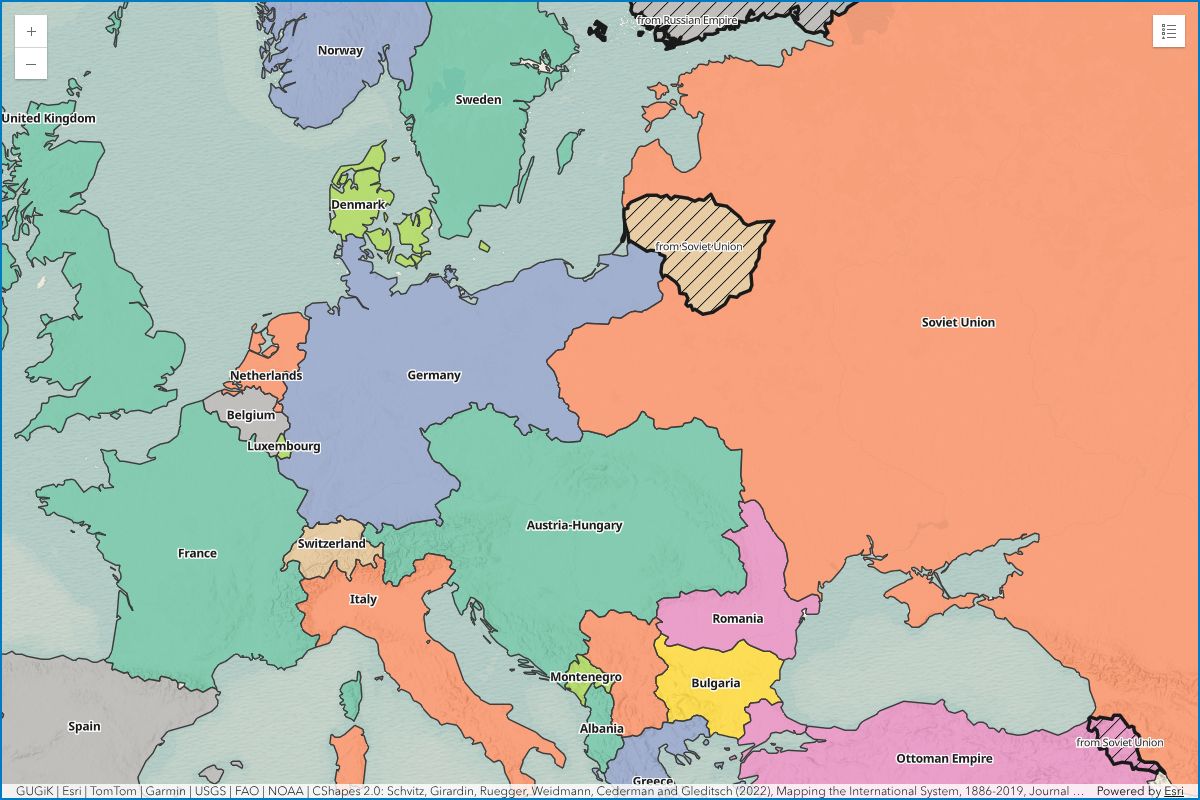 from Russian Empire
+
Norway
−
Sweden
United Kingdom
Denmark
from Soviet Union
Soviet Union
Netherlands
Germany
Belgium
Luxembourg
Austria-Hungary
Switzerland
France
Italy
Romania
Montenegro
Bulgaria
Spain
Albania
from Soviet Union
Ottoman Empire
Greece
GUGiK | Esri | TomTom | Garmin | USGS | FAO | NOAA | CShapes 2.0: Schvitz, Girardin, Ruegger, Weidmann, Cederman and Gleditsch (2022), Mapping the International System, 1886-2019, Journal ... Powered by Esri